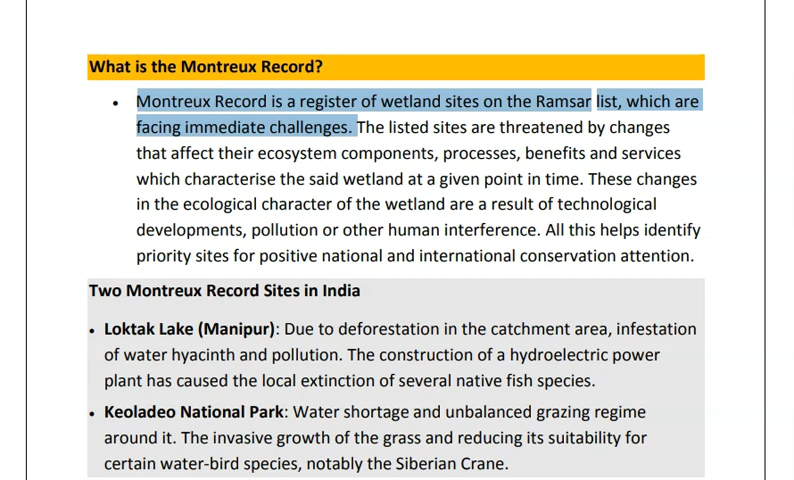 What is the Montreux Record?
• Montreux Record is a register of wetland sites on the Ramsar list, which are
facing immediate challenges. The listed sites are threatened by changes
that affect their ecosystem components, processes, benefits and services
which characterise the said wetland at a given point in time. These changes
in the ecological character of the wetland are a result of technological
developments, pollution or other human interference. All this helps identify
priority sites for positive national and international conservation attention.
Two Montreux Record Sites in India
• Loktak Lake (Manipur): Due to deforestation in the catchment area, infestation
of water hyacinth and pollution. The construction of a hydroelectric power
plant has caused the local extinction of several native fish species.
• Keoladeo National Park: Water shortage and unbalanced grazing regime
around it. The invasive growth of the grass and reducing its suitability for
certain water-bird species, notably the Siberian Crane.